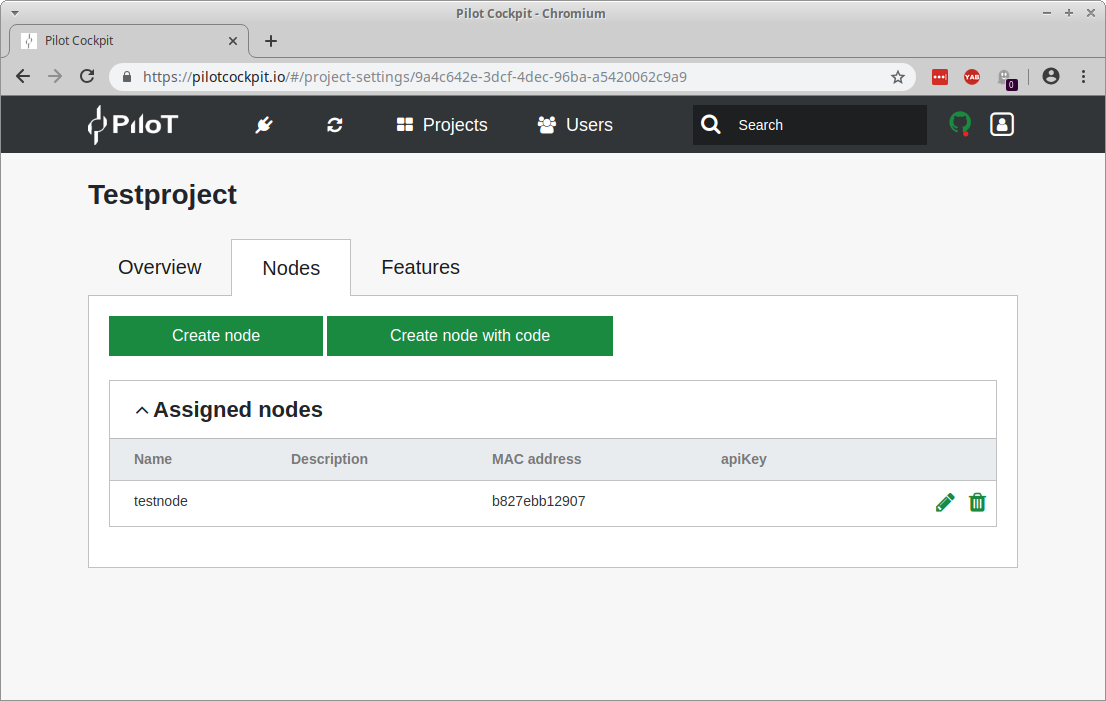 Pilot Cockpit - Chromium
Pilot Cockpit
https://pilotcockpit.io/#/project-settings/9a4c642e-3dcf-4dec-96ba-a5420062c9a9
YAB
0
PiloT
Projects
Users
Search
Testproject
Overview
Nodes
Features
Create node
Create node with code
Assigned nodes
Name Description MAC address apiKey
testnode b827ebb12907